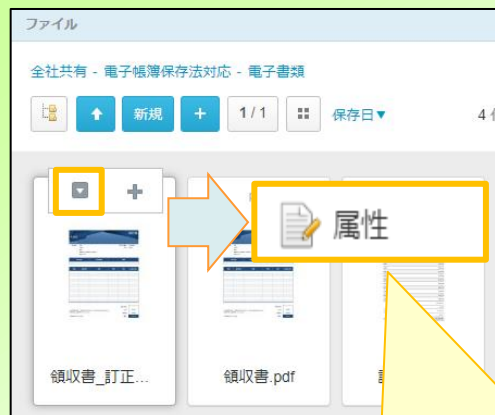 ファイル
全社共有 - 電子帳簿保存法対応 - 電子書類
新規
+
1 / 1
保存日▼
4
属性
領収書_訂正...
領収書.pdf